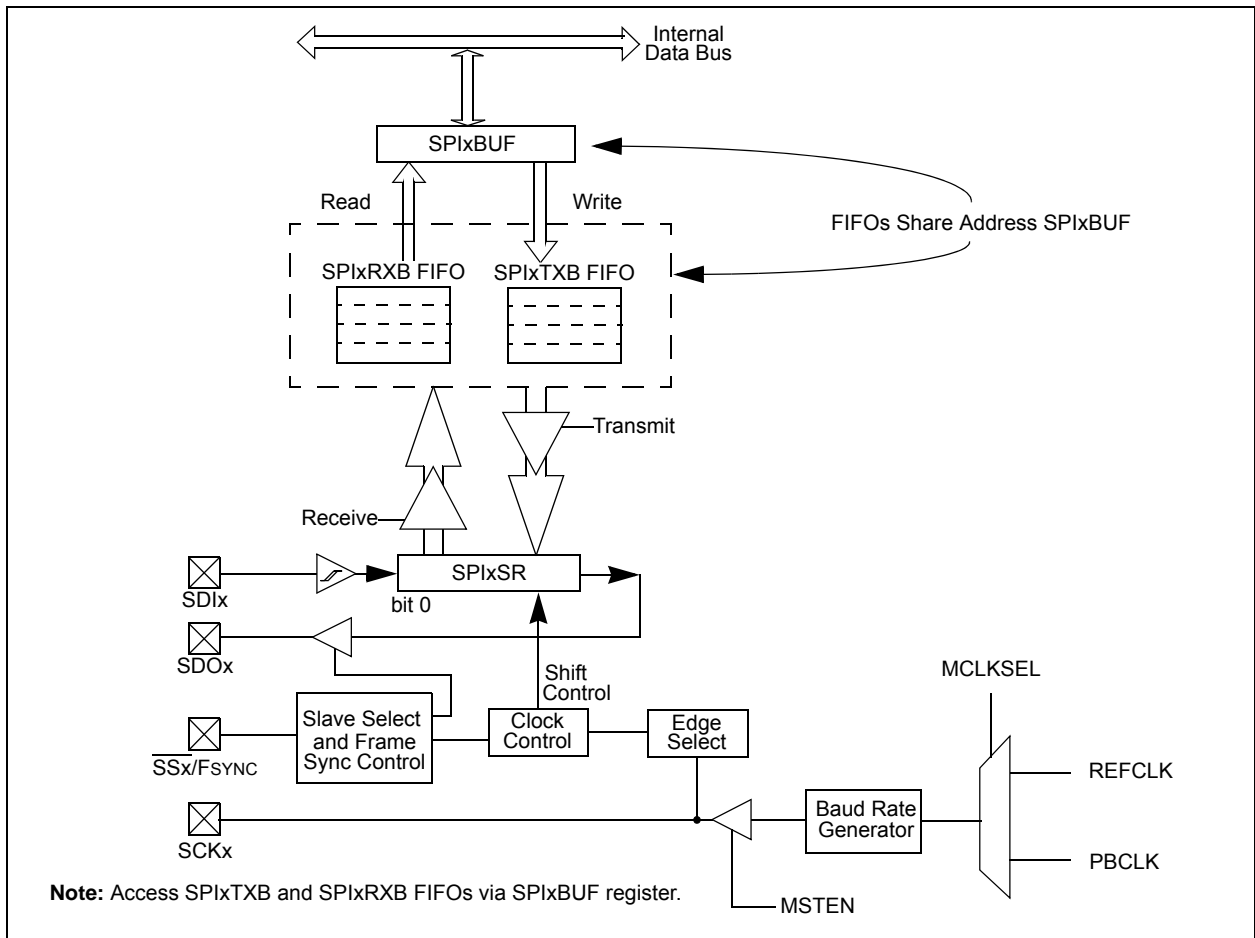 Internal
Data Bus
SPIxBUF
Read
Write
FIFOs Share Address SPIxBUF
SPIxRXB FIFO
SPIxTXB FIFO
Transmit
Receive
SPIxSR
SDIx
bit 0
SDOx
Shift
Control
MCLKSEL
Slave Select
and Frame
Sync Control
Clock
Control
Edge
Select
SSx/FSYNC
REFCLK
Baud Rate
Generator
SCKx
PBCLK
Note: Access SPIxTXB and SPIxRXB FIFOs via SPIxBUF register.
MSTEN